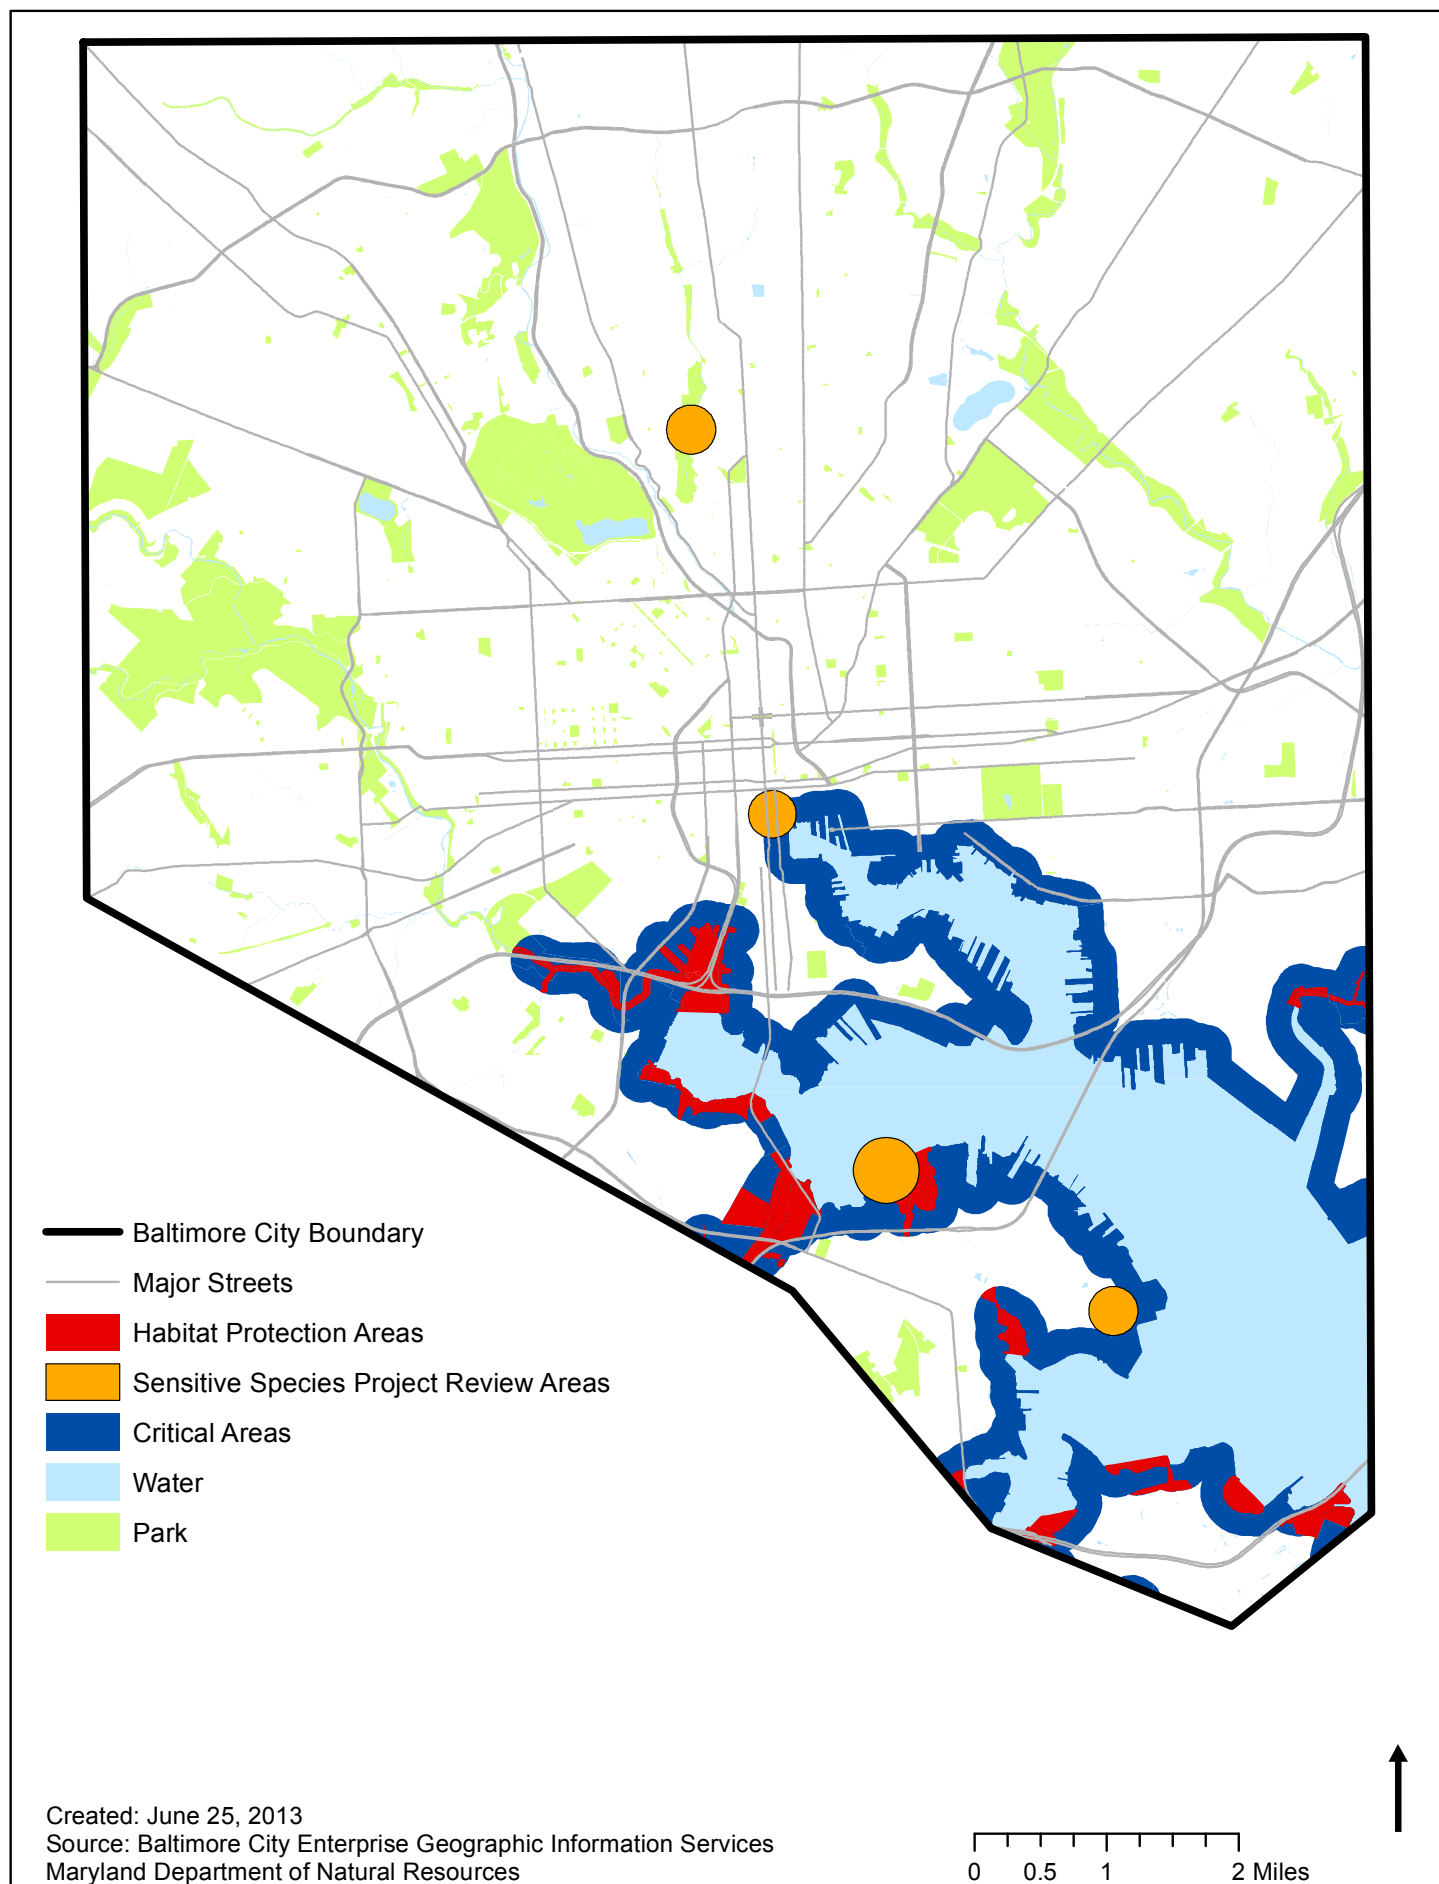 Baltimore City Boundary
Major Streets
Habitat Protection Areas
Sensitive Species Project Review Areas
Critical Areas
Water
Park
Created: June 25, 2013
Source: Baltimore City Enterprise Geographic Information Services
Maryland Department of Natural Resources
0 0.5 1 2 Miles